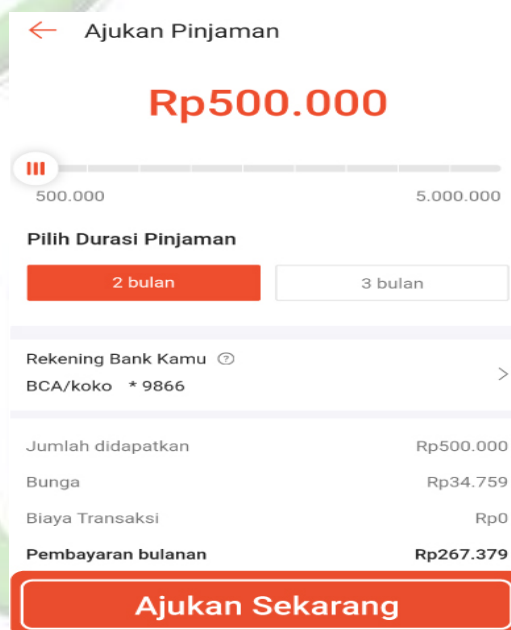 Ajukan Pinjaman
Rp500.000
500.000 5.000.000
Pilih Durasi Pinjaman
2 bulan 3 bulan
Rekening Bank Kamu ?
BCA/koko * 9866
Jumlah didapatkan Rp500.000
Bunga Rp34.759
Biaya Transaksi Rp0
Pembayaran bulanan Rp267.379
Ajukan Sekarang